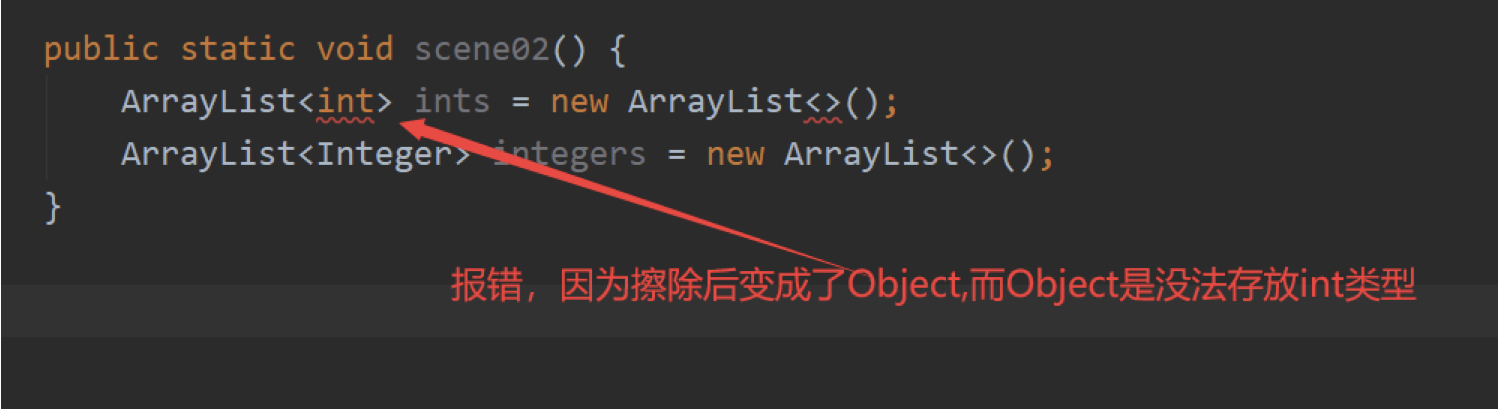 public static void scene02() {
    ArrayList<int> ints = new ArrayList<>();
    ArrayList<Integer> integers = new ArrayList<>();
}
报错，因为擦除后变成了Object,而Object是没法存放int类型